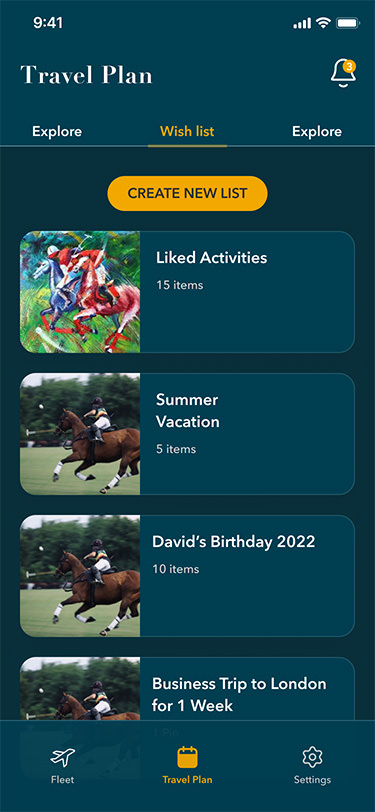 9:41
Travel Plan
3
Explore
Wish list
Explore
CREATE NEW LIST
Liked Activities
15 items
Summer
Vacation
5 items
David's Birthday 2022
10 items
Business Trip to London
for 1 Week
Fleet
Travel Plan
Settings